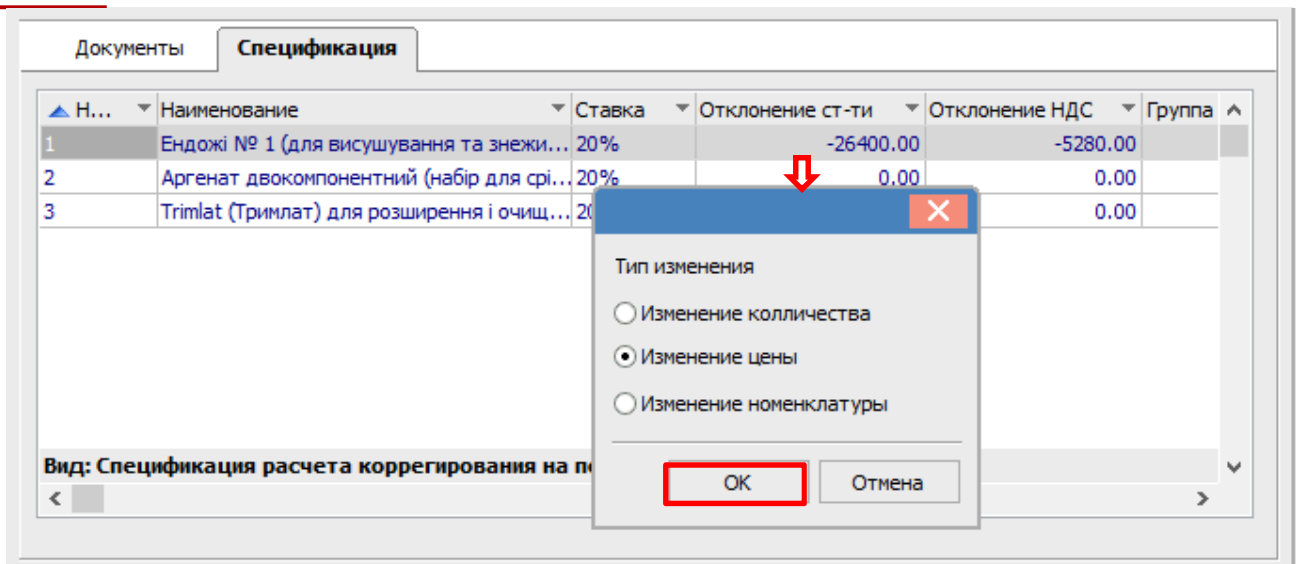 Документы Спецификация
Н... Наименование Ставка Отклонение ст-ти Отклонение НДС Группа
1 Ендожі № 1 (для висушування та знежи... 20% -26400.00 -5280.00
2 Аргенат двокомпонентний (набір для срі... 20% 0.00 0.00
3 Trimlat (Тримлат) для розширення і очищ... 0.00
Тип изменения
Изменение колличества
Изменение цены
Изменение номенклатуры
Вид: Спецификация расчета коррегирования на
OK Отмена